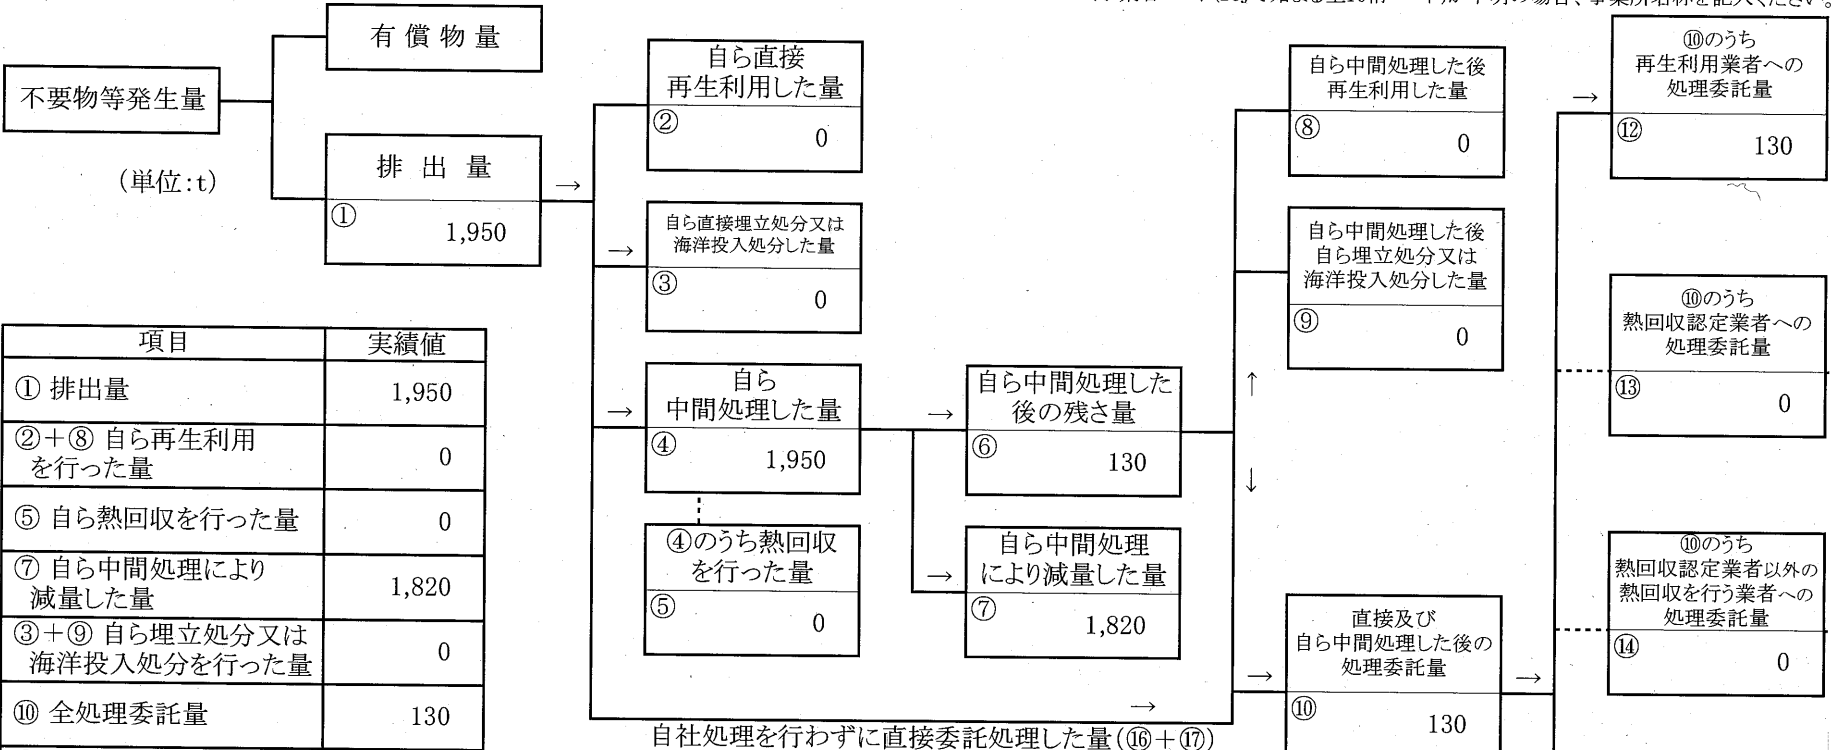 有償物量
不要物等発生量
(単位:t)
排出量
①
1,950
自ら直接
再生利用した量
②
0
自ら直接埋立処分又は
海洋投入処分した量
③
0
自ら
中間処理した量
④
1,950
④のうち熱回収
を行った量
⑤
0
自ら中間処理した
後の残さ量
⑥
130
自ら中間処理
により減量した量
⑦
1,820
自ら中間処理した後
再生利用した量
⑧
0
自ら中間処理した後
自ら埋立処分又は
海洋投入処分した量
⑨
0
直接及び
自ら中間処理した後の
処理委託量
⑩
130
⑩のうち
再生利用業者への
処理委託量
⑫
130
⑩のうち
熱回収認定業者への
処理委託量
⑬
0
⑩のうち
熱回収認定業者以外の
熱回収を行う業者への
処理委託量
⑭
0
自社処理を行わずに直接委託処理した量(⑯+⑰)
項目 実績値
① 排出量 1,950
②+⑧ 自ら再生利用
を行った量 0
⑤ 自ら熱回収を行った量 0
⑦ 自ら中間処理により
減量した量 1,820
③+⑨ 自ら埋立処分又は
海洋投入処分を行った量 0
⑩ 全処理委託量 130